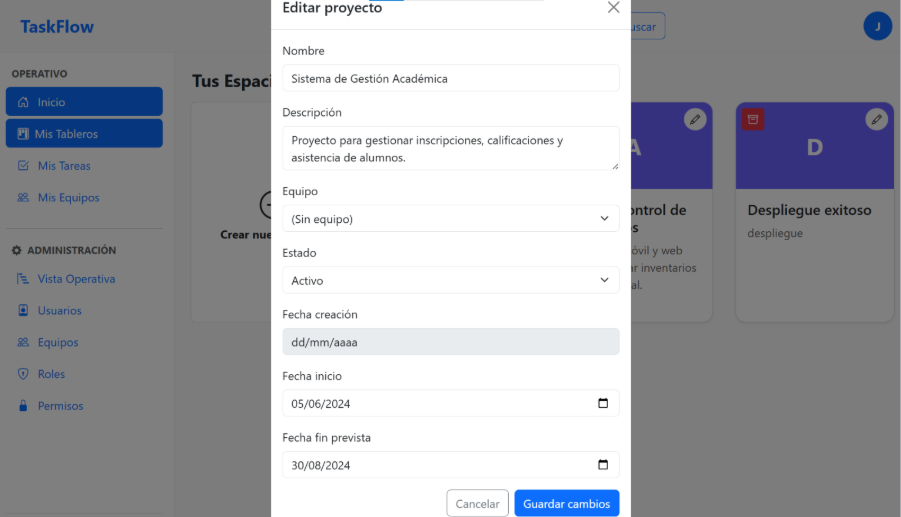 Editar proyecto
TaskFlow
J
OPERATIVO
Inicio
Mis Tableros
Mis Tareas
Mis Equipos
ADMINISTRACIÓN
Vista Operativa
Usuarios
Equipos
Roles
Permisos
Nombre
Sistema de Gestión Académica
Descripción
Proyecto para gestionar inscripciones, calificaciones y
asistencia de alumnos.
Equipo
(Sin equipo)
Estado
Activo
Fecha creación
dd/mm/aaaa
Fecha inicio
05/06/2024
Fecha fin prevista
30/08/2024
Cancelar
Guardar cambios
Tus Espaci
Crear nue
ntrol de
óvil y web
ar inventarios
al.
D
Despliegue exitoso
despliegue